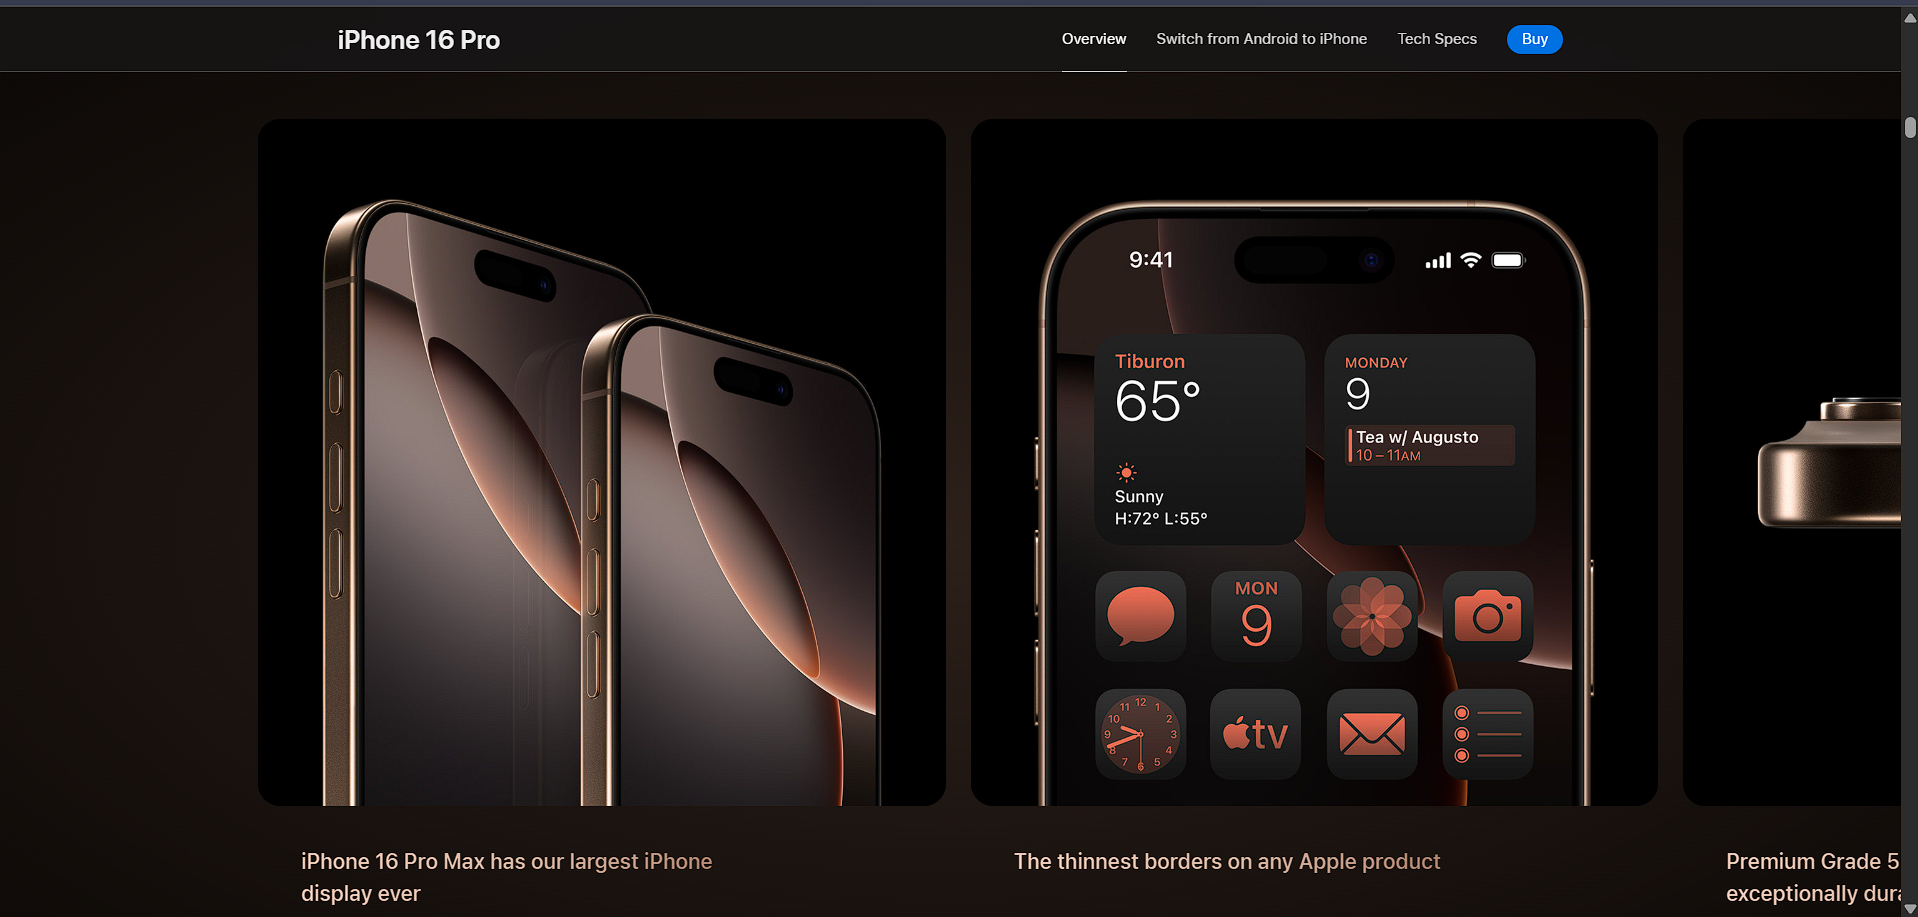 iPhone 16 Pro
Overview
Switch from Android to iPhone
Tech Specs
Buy
9:41
Tiburon
65°
Sunny
H:72° L:55°
MONDAY
9
Tea w/ Augusto
10 – 11AM
MON
9
12
1
2
3
4
5
6
7
8
9
10
11
tv
iPhone 16 Pro Max has our largest iPhone
display ever
The thinnest borders on any Apple product
Premium Grade 5
exceptionally